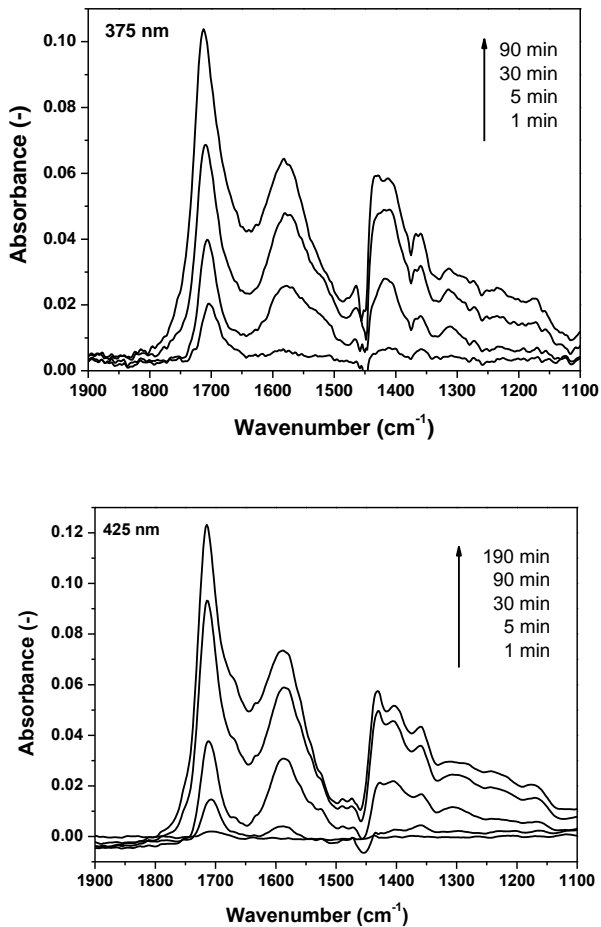 375 nm
90 min
30 min
5 min
1 min
0.10
0.08
0.06
0.04
0.02
0.00
Absorbance (-)
1900 1800 1700 1600 1500 1400 1300 1200 1100
Wavenumber (cm⁻¹)
425 nm
190 min
90 min
30 min
5 min
1 min
0.12
0.10
0.08
0.06
0.04
0.02
0.00
Absorbance (-)
1900 1800 1700 1600 1500 1400 1300 1200 1100
Wavenumber (cm⁻¹)